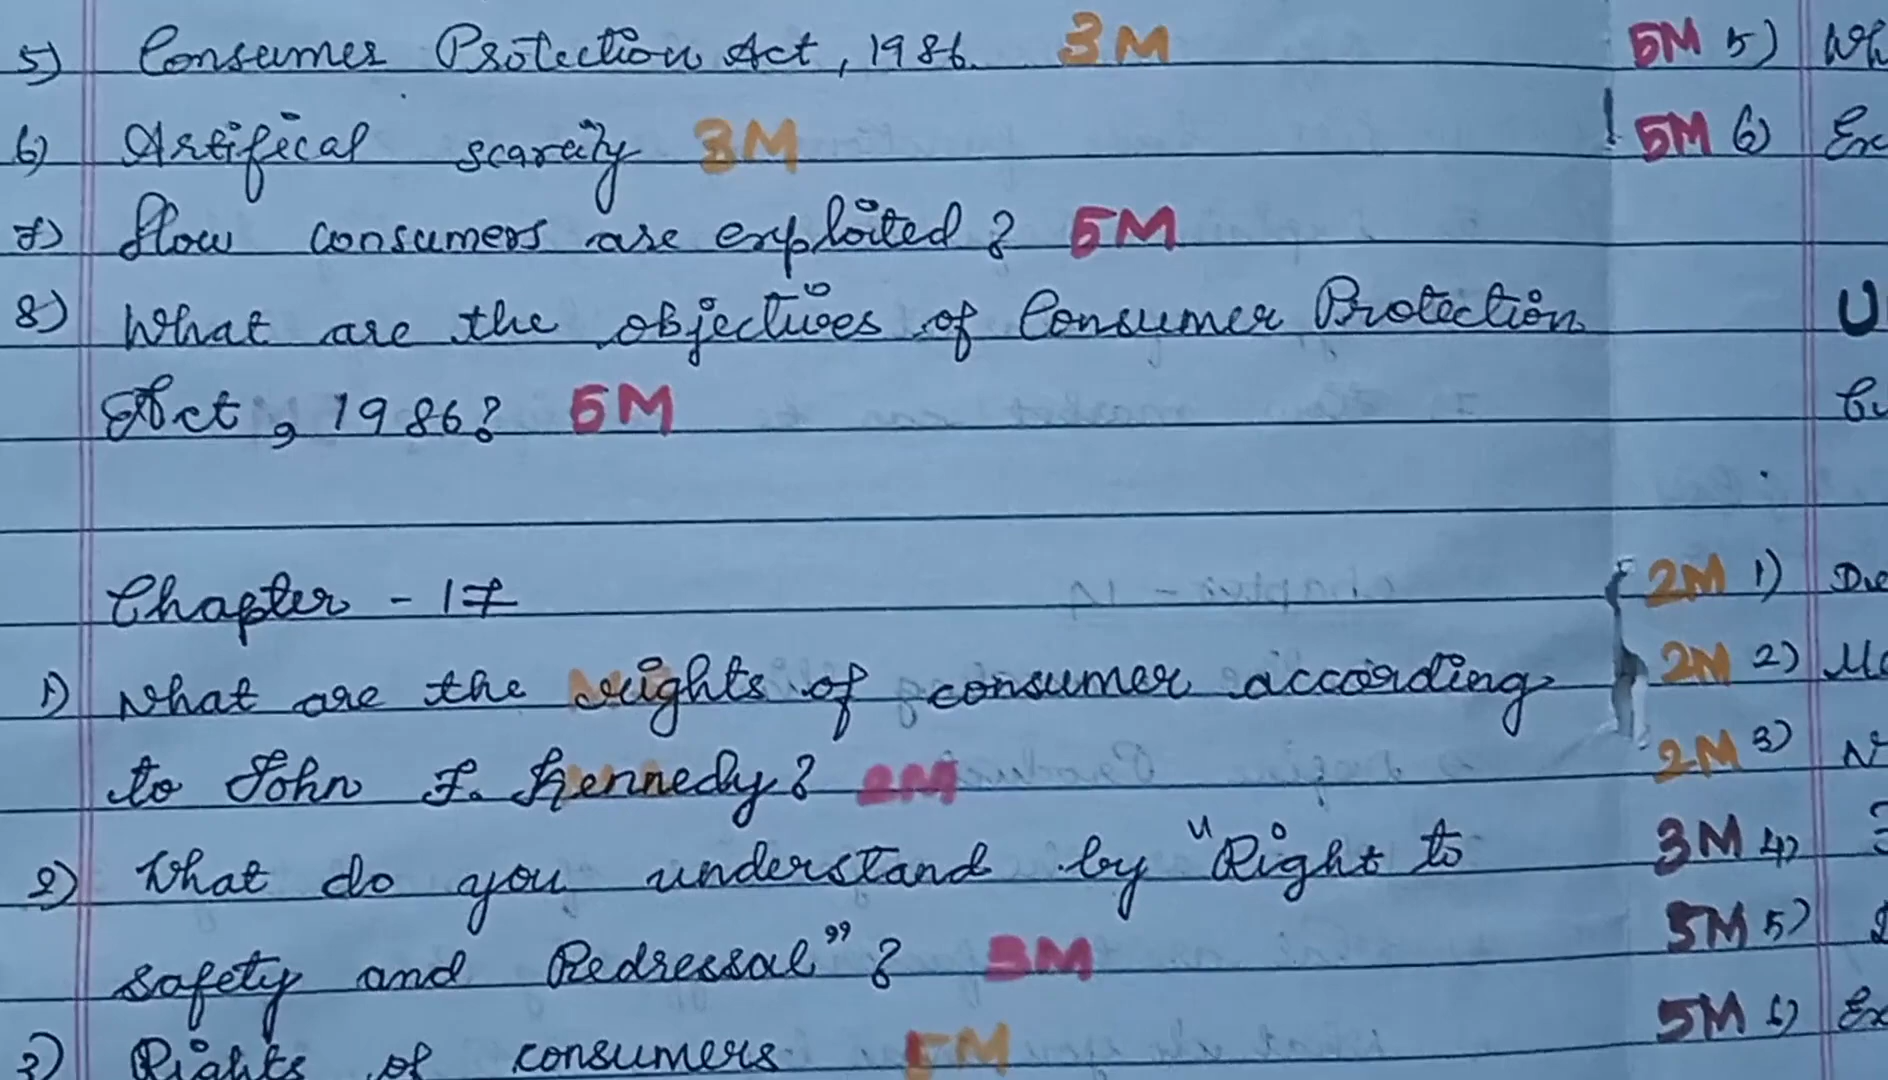 5) Consumer Protection Act, 1986. 3M
6) Artifical scarcity 3M
7) How consumers are exploited? 5M
8) What are the objectives of Consumer Protection
Act, 1986? 5M
Chapter - 17
1) What are the rights of consumer according
to John F. Kennedy? 2M
2) What do you understand by "Right to
safety and Redressal"? 3M
3) Rights of consumers 5M
5M 5) Wh
5M 6) Ex
2M 1)
2M 2)
2M 3)
3M 4)
5M 5)
5M 6) Ex